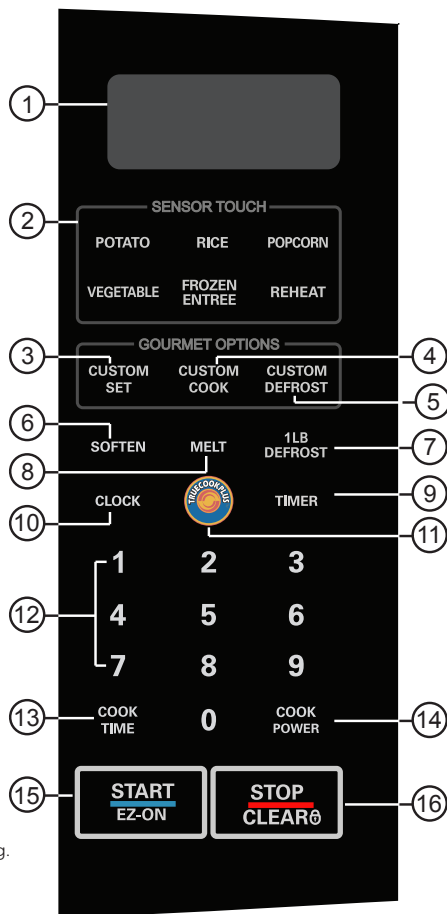 1
SENSOR TOUCH
2
POTATO RICE POPCORN
VEGETABLE FROZEN ENTREE REHEAT
GOURMET OPTIONS
3
4
CUSTOM SET CUSTOM COOK CUSTOM DEFROST
5
6
SOFTEN MELT 1LB DEFROST
7
8
9
CLOCK TRUECOOKPLUS TIMER
10
11
1 2 3
12
4 5 6
7 8 9
13
COOK TIME 0 COOK POWER
14
15
START
EZ-ON
STOP
CLEAR
16
g.